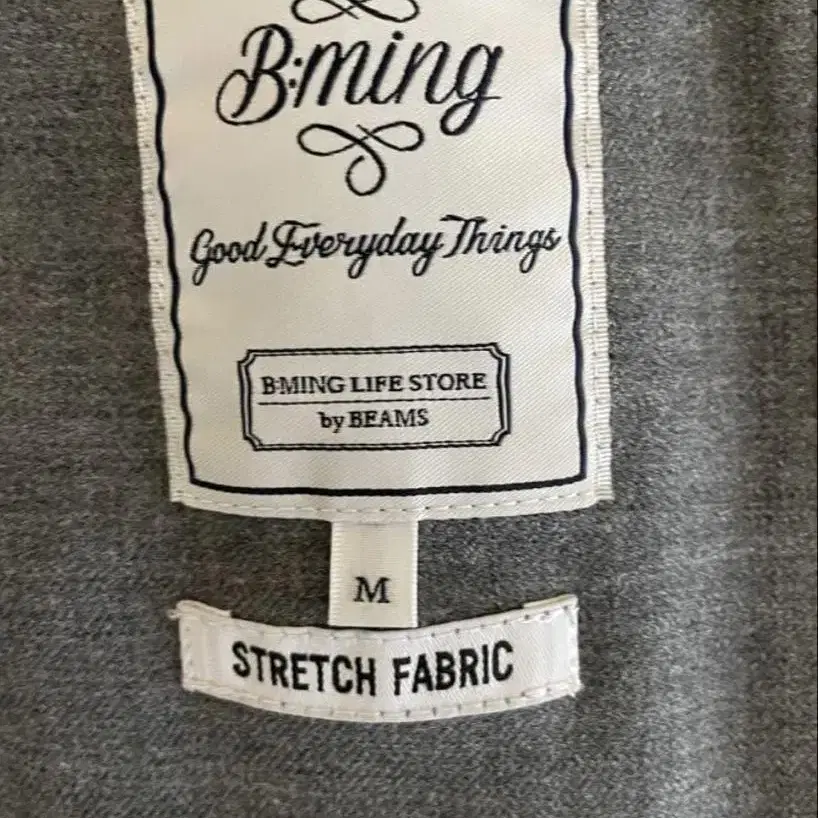 B:ming
Good Everyday Things
B:MING LIFE STORE
by BEAMS
M
STRETCH FABRIC